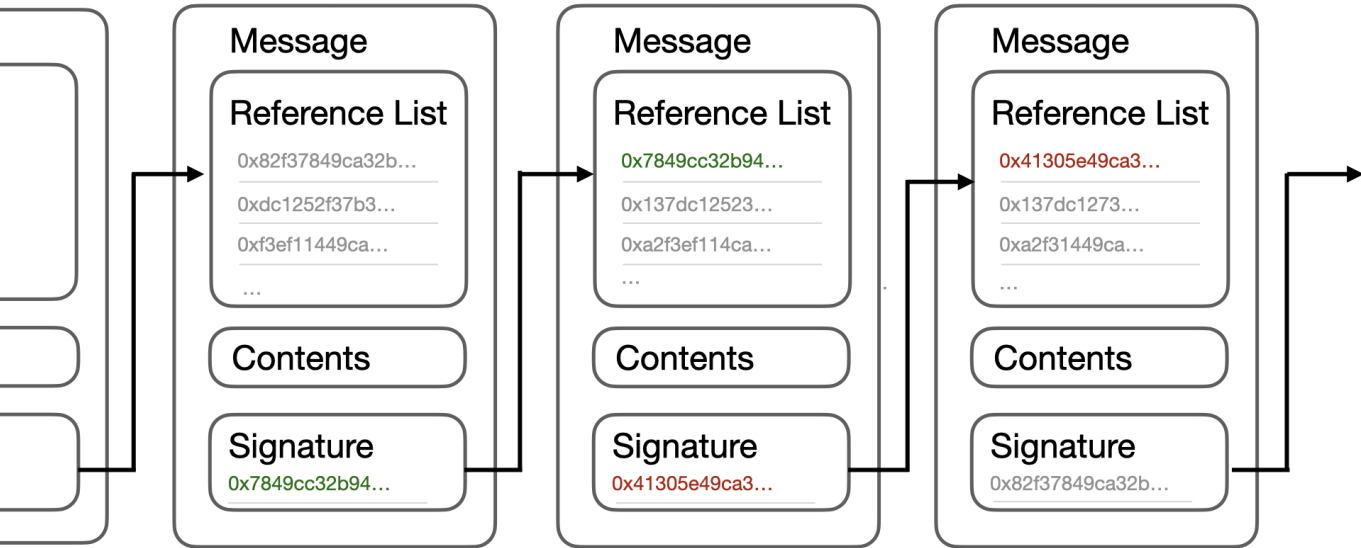 Message
Reference List
0x82f37849ca32b...
0xdc1252f37b3...
0xf3ef11449ca...
...
Contents
Signature
0x7849cc32b94...
Message
Reference List
0x7849cc32b94...
0x137dc12523...
0xa2f3ef114ca...
...
Contents
Signature
0x41305e49ca3...
Message
Reference List
0x41305e49ca3...
0x137dc1273...
0xa2f31449ca...
...
Contents
Signature
0x82f37849ca32b...